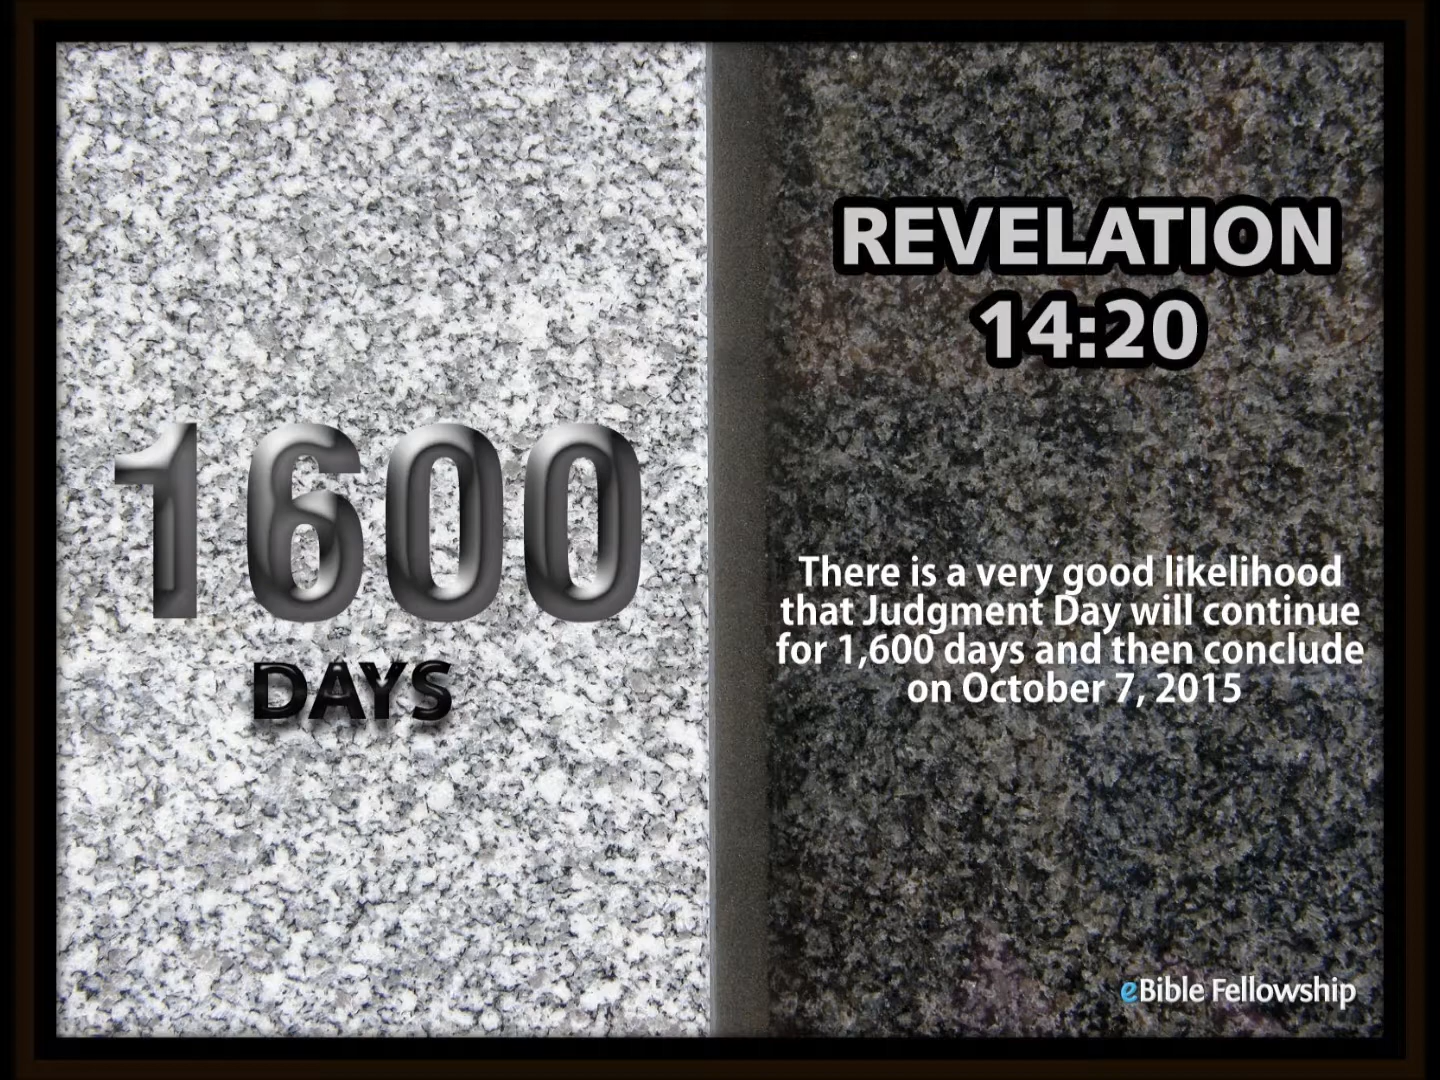 1600
DAYS
REVELATION
14:20
There is a very good likelihood
that Judgment Day will continue
for 1,600 days and then conclude
on October 7, 2015
eBible Fellowship